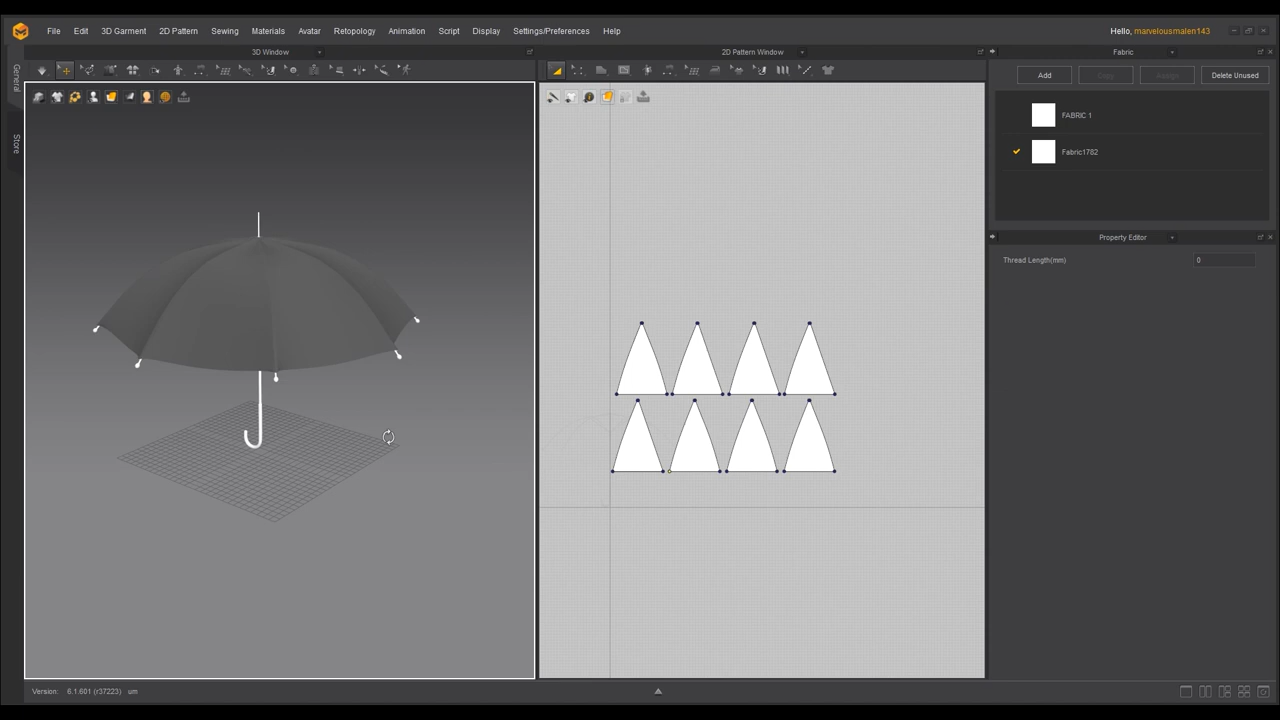 File Edit 3D Garment 2D Pattern Sewing Materials Avatar Retopology Animation Script Display Settings/Preferences Help Hello, marvelousmalen143
3D Window 2D Pattern Window Fabric
General
Store
Add Copy Assign Delete Unused
FABRIC 1
Fabric1782
Property Editor
Thread Length(mm) 0
Version: 6.1.601 (r37223) um